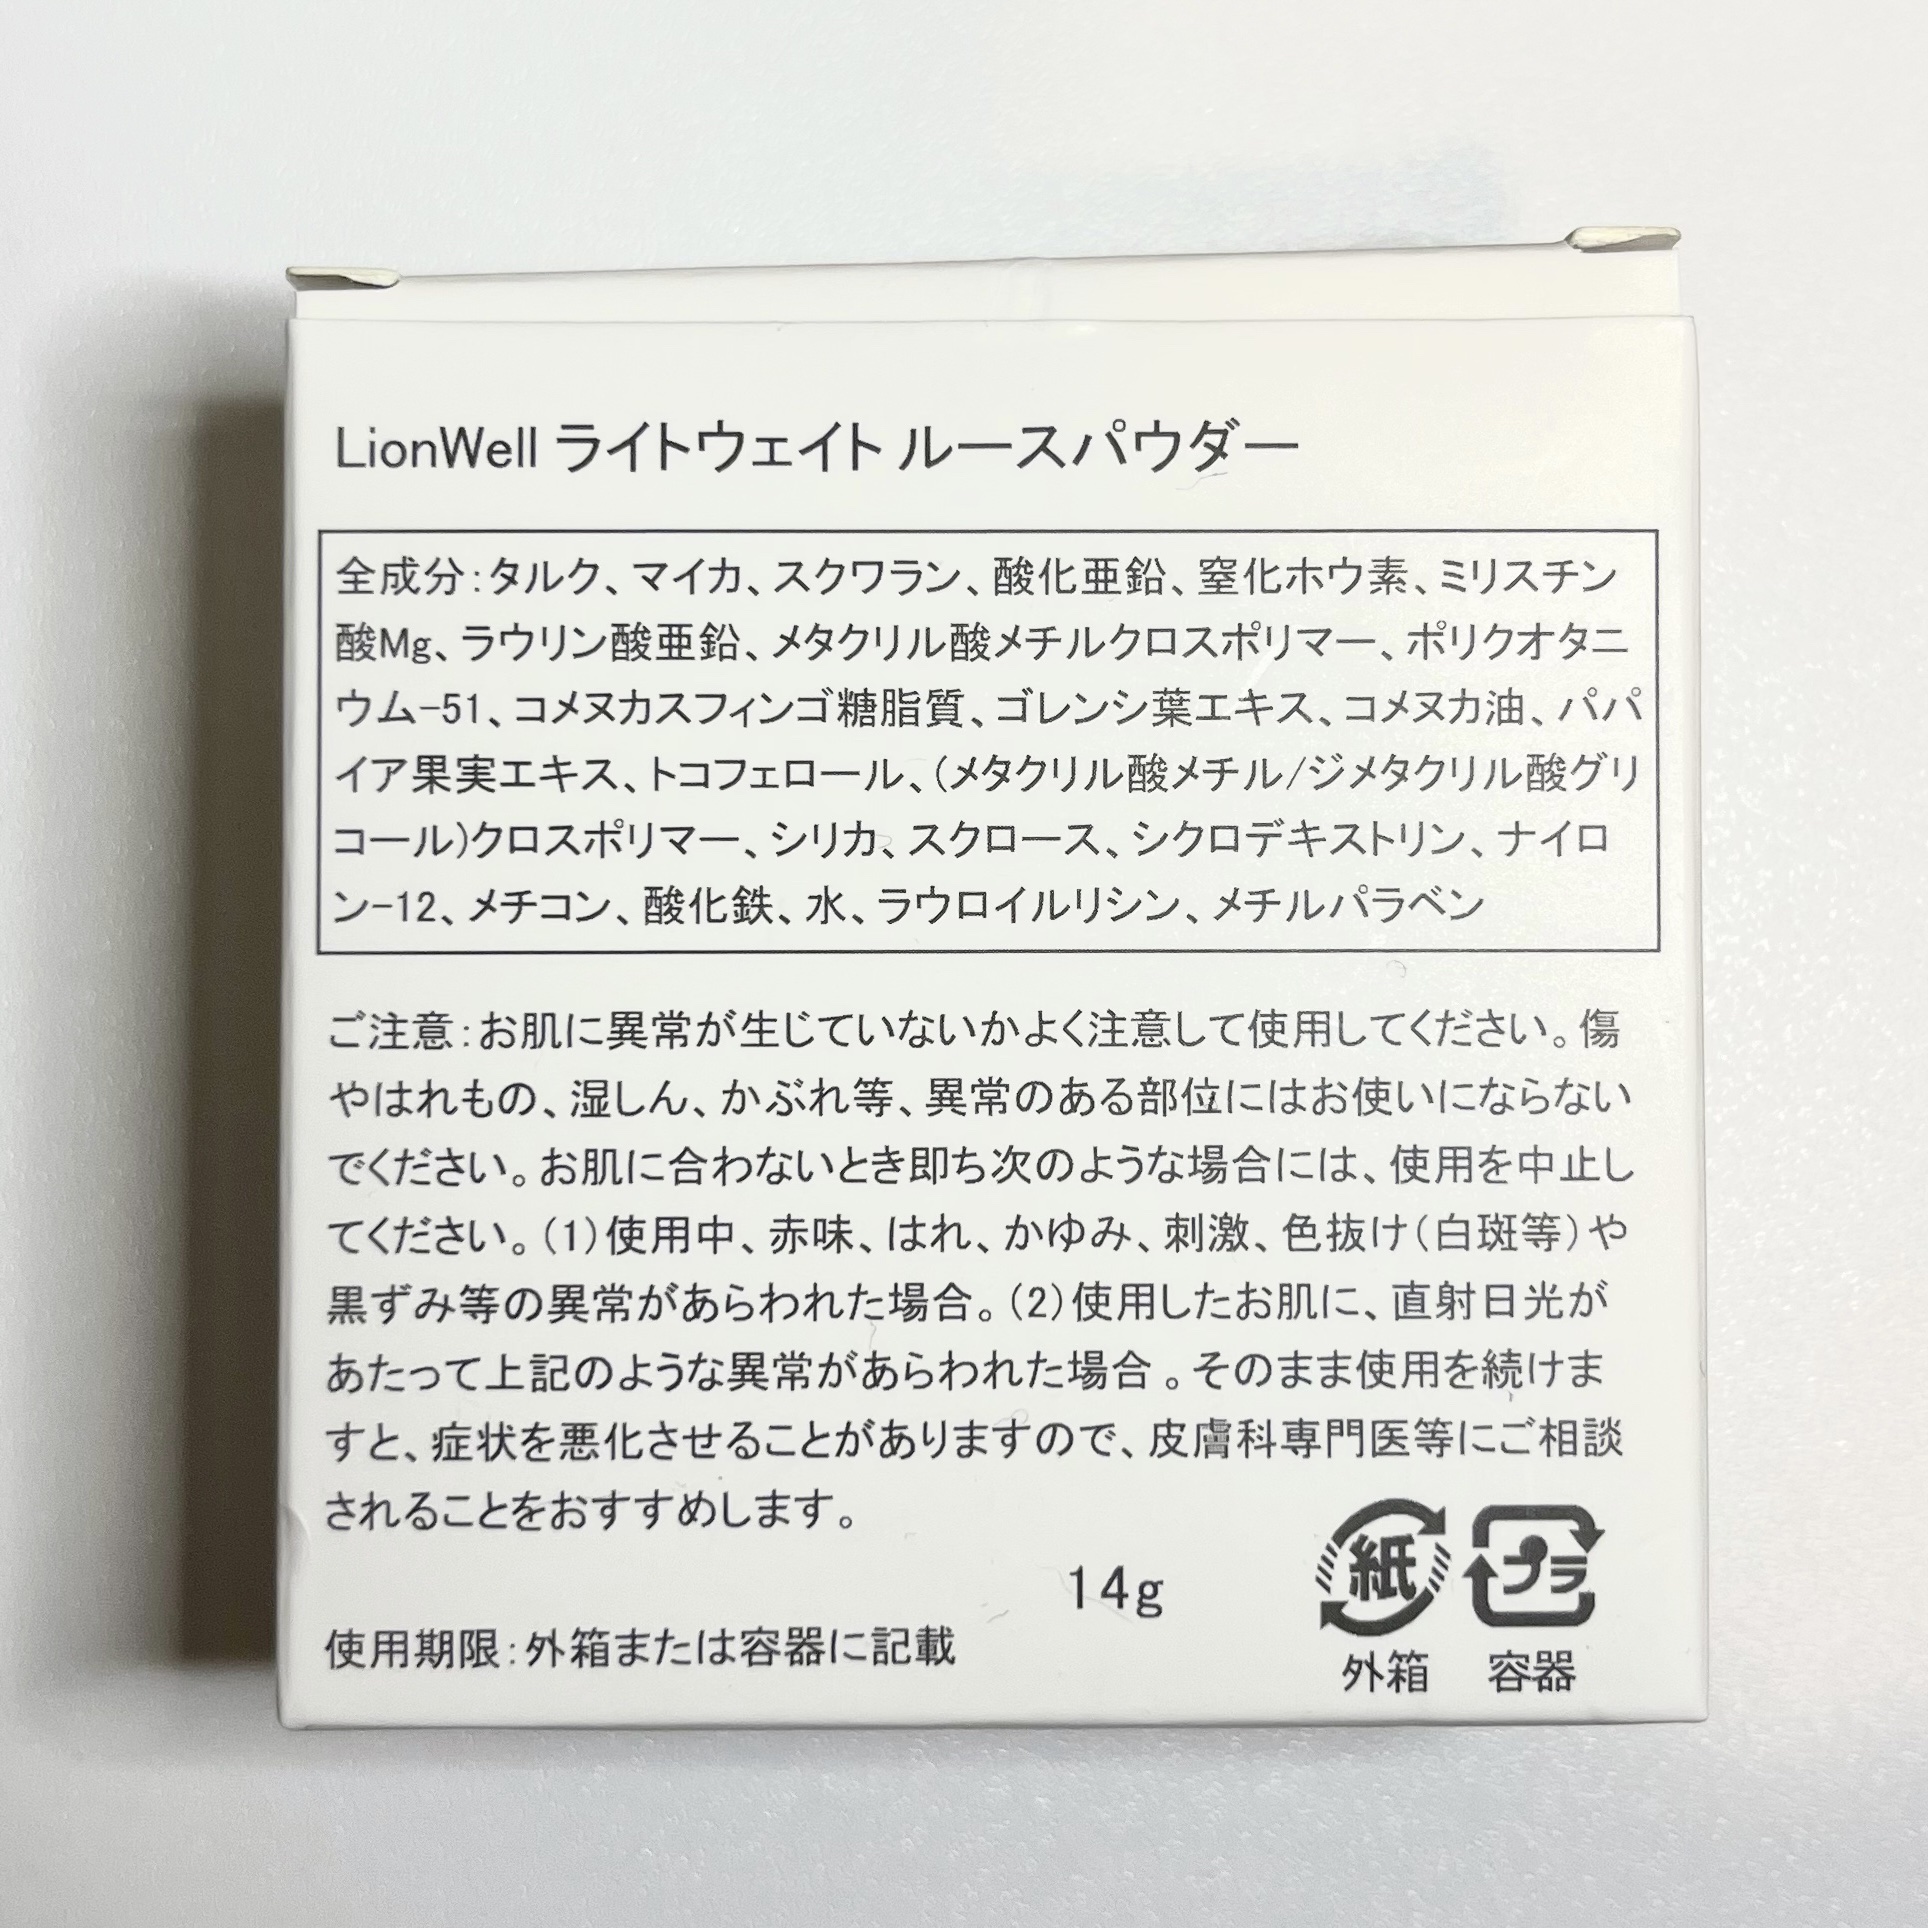 LionWell ライトウェイト ルースパウダー
全成分：タルク、マイカ、スクワラン、酸化亜鉛、窒化ホウ素、ミリスチン
酸Mg、ラウリン酸亜鉛、メタクリル酸メチルクロスポリマー、ポリクオタニ
ウム-51、コメヌカスフィンゴ糖脂質、ゴレンシ葉エキス、コメヌカ油、パパ
イア果実エキス、トコフェロール、(メタクリル酸メチル/ジメタクリル酸グリ
コール)クロスポリマー、シリカ、スクロース、シクロデキストリン、ナイロ
ン-12、メチコン、酸化鉄、水、ラウロイルリシン、メチルパラベン
ご注意：お肌に異常が生じていないかよく注意して使用してください。傷
やはれもの、湿しん、かぶれ等、異常のある部位にはお使いにならない
でください。お肌に合わないとき即ち次のような場合には、使用を中止し
てください。(1)使用中、赤味、はれ、かゆみ、刺激、色抜け(白斑等)や
黒ずみ等の異常があらわれた場合。(2)使用したお肌に、直射日光が
あたって上記のような異常があらわれた場合 。そのまま使用を続けま
すと、症状を悪化させることがありますので、皮膚科専門医等にご相談
されることをおすすめします。
14g
使用期限：外箱または容器に記載
紙 プラ
外箱 容器